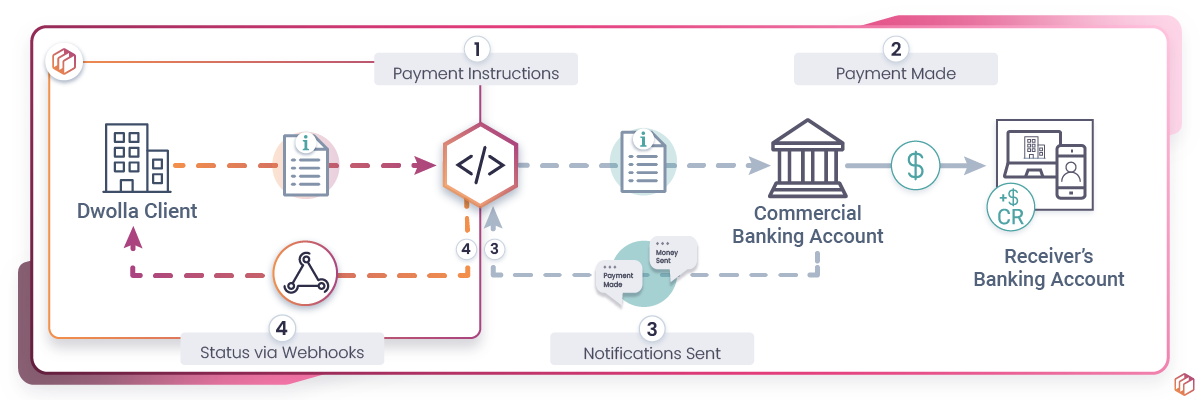 1
Payment Instructions
2
Payment Made
i
</>
i
$
+$
CR
Dwolla Client
Commercial
Banking Account
Receiver's
Banking Account
4
3
Payment
Made
Money
Sent
4
Status via Webhooks
3
Notifications Sent